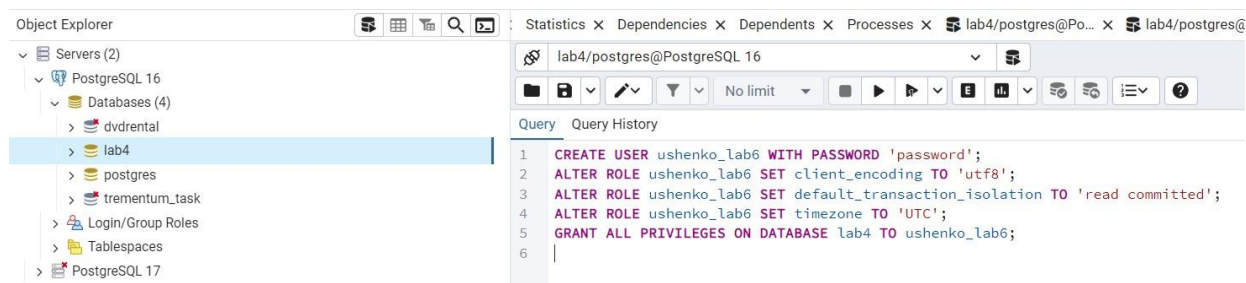 Object Explorer
Servers (2)
PostgreSQL 16
Databases (4)
dvdrental
lab4
postgres
trementum_task
Login/Group Roles
Tablespaces
PostgreSQL 17
Statistics X Dependencies X Dependents X Processes X lab4/postgres@Po... X lab4/postgres@
lab4/postgres@PostgreSQL 16
No limit E
Query Query History
1 CREATE USER ushenko_lab6 WITH PASSWORD 'password';
2 ALTER ROLE ushenko_lab6 SET client_encoding TO 'utf8';
3 ALTER ROLE ushenko_lab6 SET default_transaction_isolation TO 'read committed';
4 ALTER ROLE ushenko_lab6 SET timezone TO 'UTC';
5 GRANT ALL PRIVILEGES ON DATABASE lab4 TO ushenko_lab6;
6